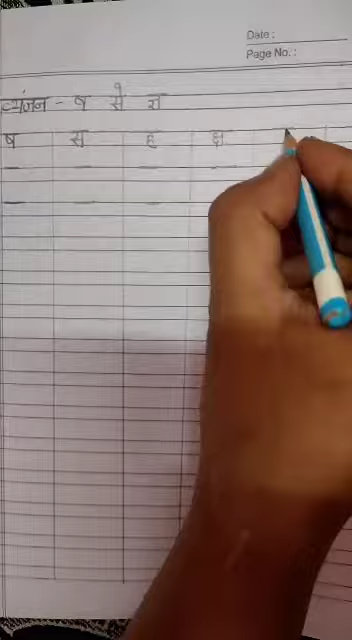 Date :
Page No. :
व्यंजन - ष से ज्ञ
ष स ह क्ष